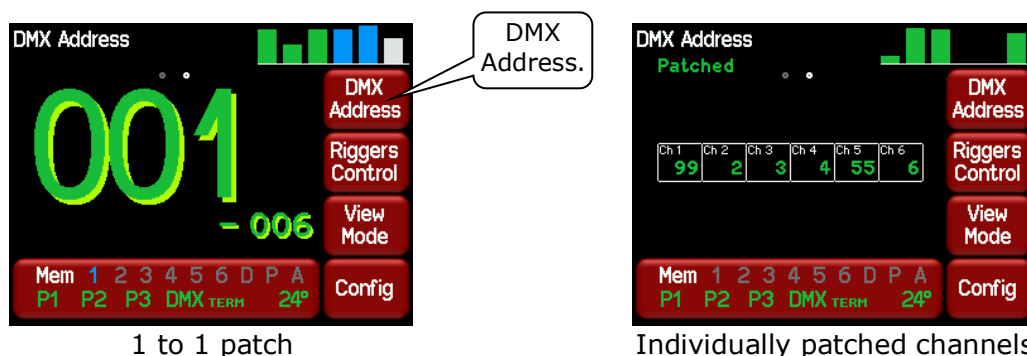 DMX Address
001
- 006
DMX
Address
Riggers
Control
View
Mode
Config
Mem 1 2 3 4 5 6 D P A
P1 P2 P3 DMX TERM 24°
DMX
Address.
1 to 1 patch
DMX Address
Patched
Ch 1 Ch 2 Ch 3 Ch 4 Ch 5 Ch 6
99 2 3 4 55 6
DMX
Address
Riggers
Control
View
Mode
Config
Mem 1 2 3 4 5 6 D P A
P1 P2 P3 DMX TERM 24°
Individually patched channels